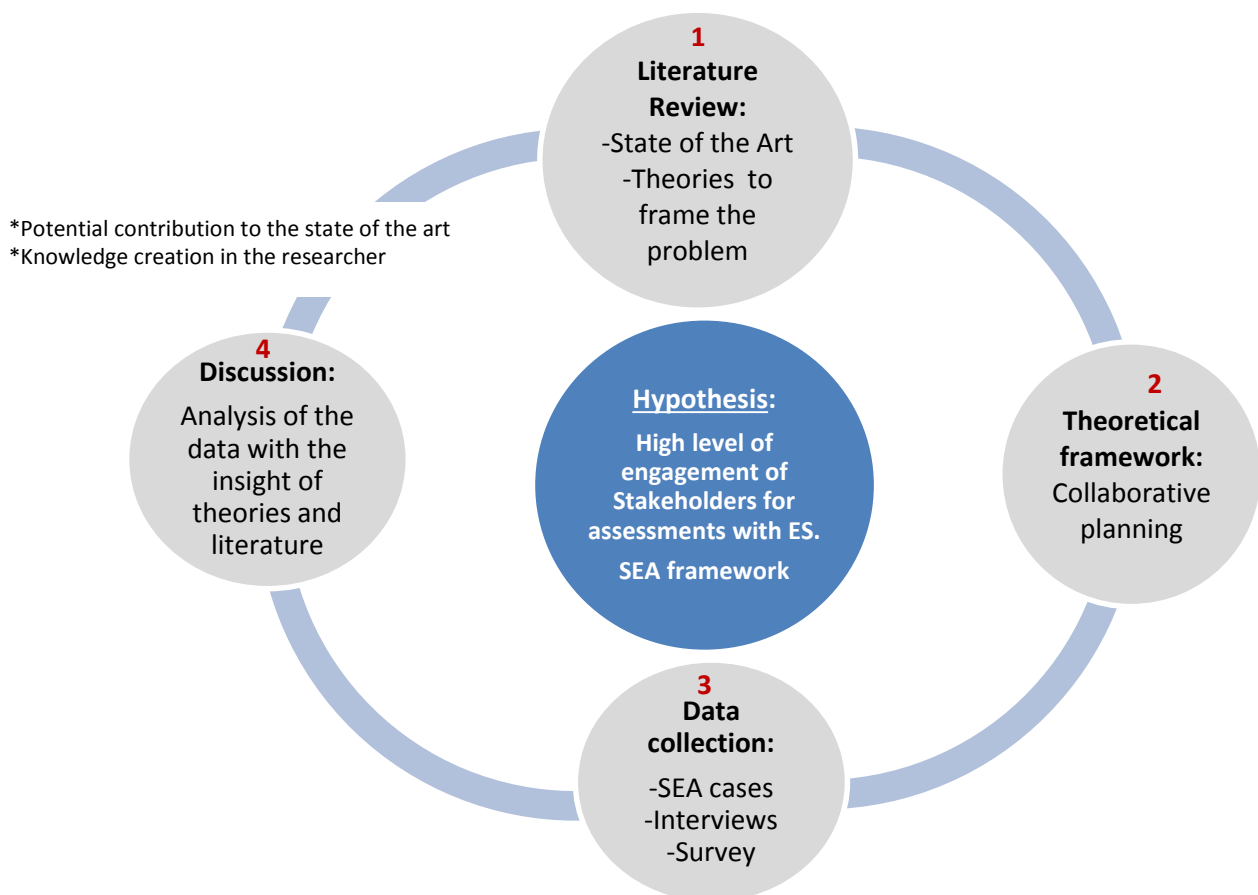 1
Literature
Review:
-State of the Art
-Theories to
frame the
problem
*Potential contribution to the state of the art
*Knowledge creation in the researcher
2
Theoretical
framework:
Collaborative
planning
3
Data
collection:
-SEA cases
-Interviews
-Survey
4
Discussion:
Analysis of the
data with the
insight of
theories and
literature
Hypothesis:
High level of
engagement of
Stakeholders for
assessments with ES.
SEA framework